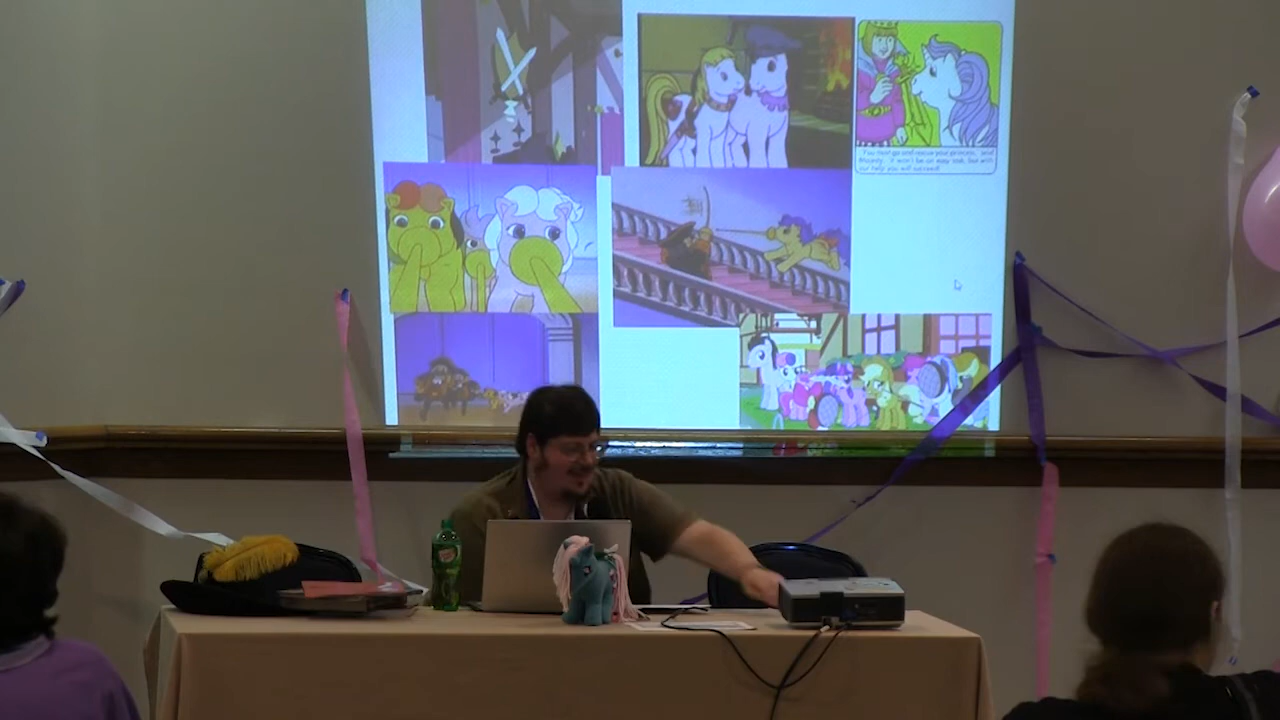 You must go and rescue your princess, said
Majesty. It won't be an easy task, but with
our help you will succeed!